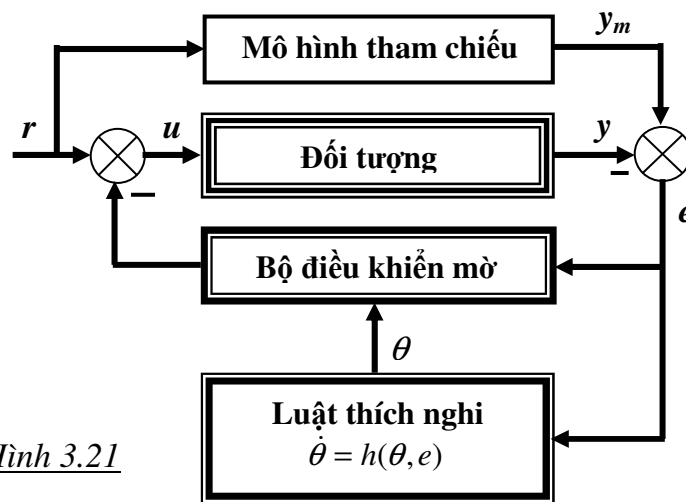 Mô hình tham chiếu
y_m
r
u
Đối tượng
y
e
Bộ điều khiển mờ
θ
Luật thích nghi
θ̇ = h(θ, e)
Hình 3.21